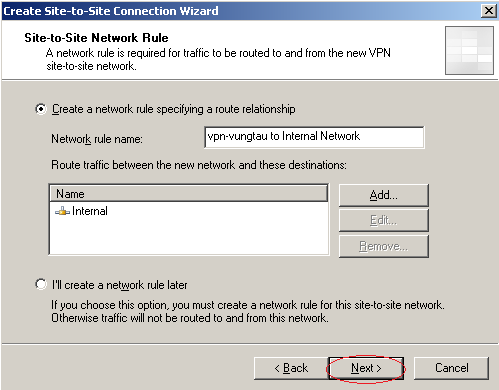 Create Site-to-Site Connection Wizard
Site-to-Site Network Rule
A network rule is required for traffic to be routed to and from the new VPN
site-to-site network.
Create a network rule specifying a route relationship
Network rule name:
vpn-vungtau to Internal Network
Route traffic between the new network and these destinations:
Name
Internal
Add...
Edit...
Remove...
I'll create a network rule later
If you choose this option, you must create a network rule for this site-to-site network.
Otherwise traffic will not be routed to and from this network.
< Back
Next >
Cancel